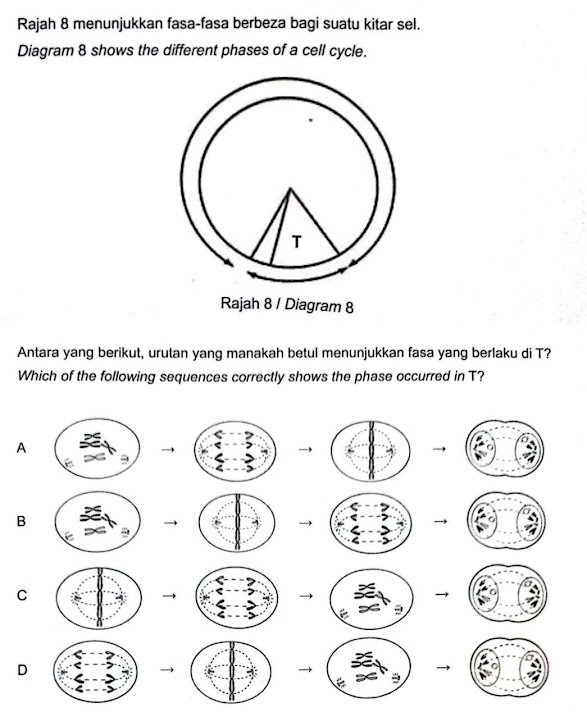 Rajah 8 menunjukkan fasa-fasa berbeza bagi suatu kitar sel.
Diagram 8 shows the different phases of a cell cycle.
T
Rajah 8 / Diagram 8
Antara yang berikut, urutan yang manakah betul menunjukkan fasa yang berlaku di T?
Which of the following sequences correctly shows the phase occurred in T?
A
B
C
D